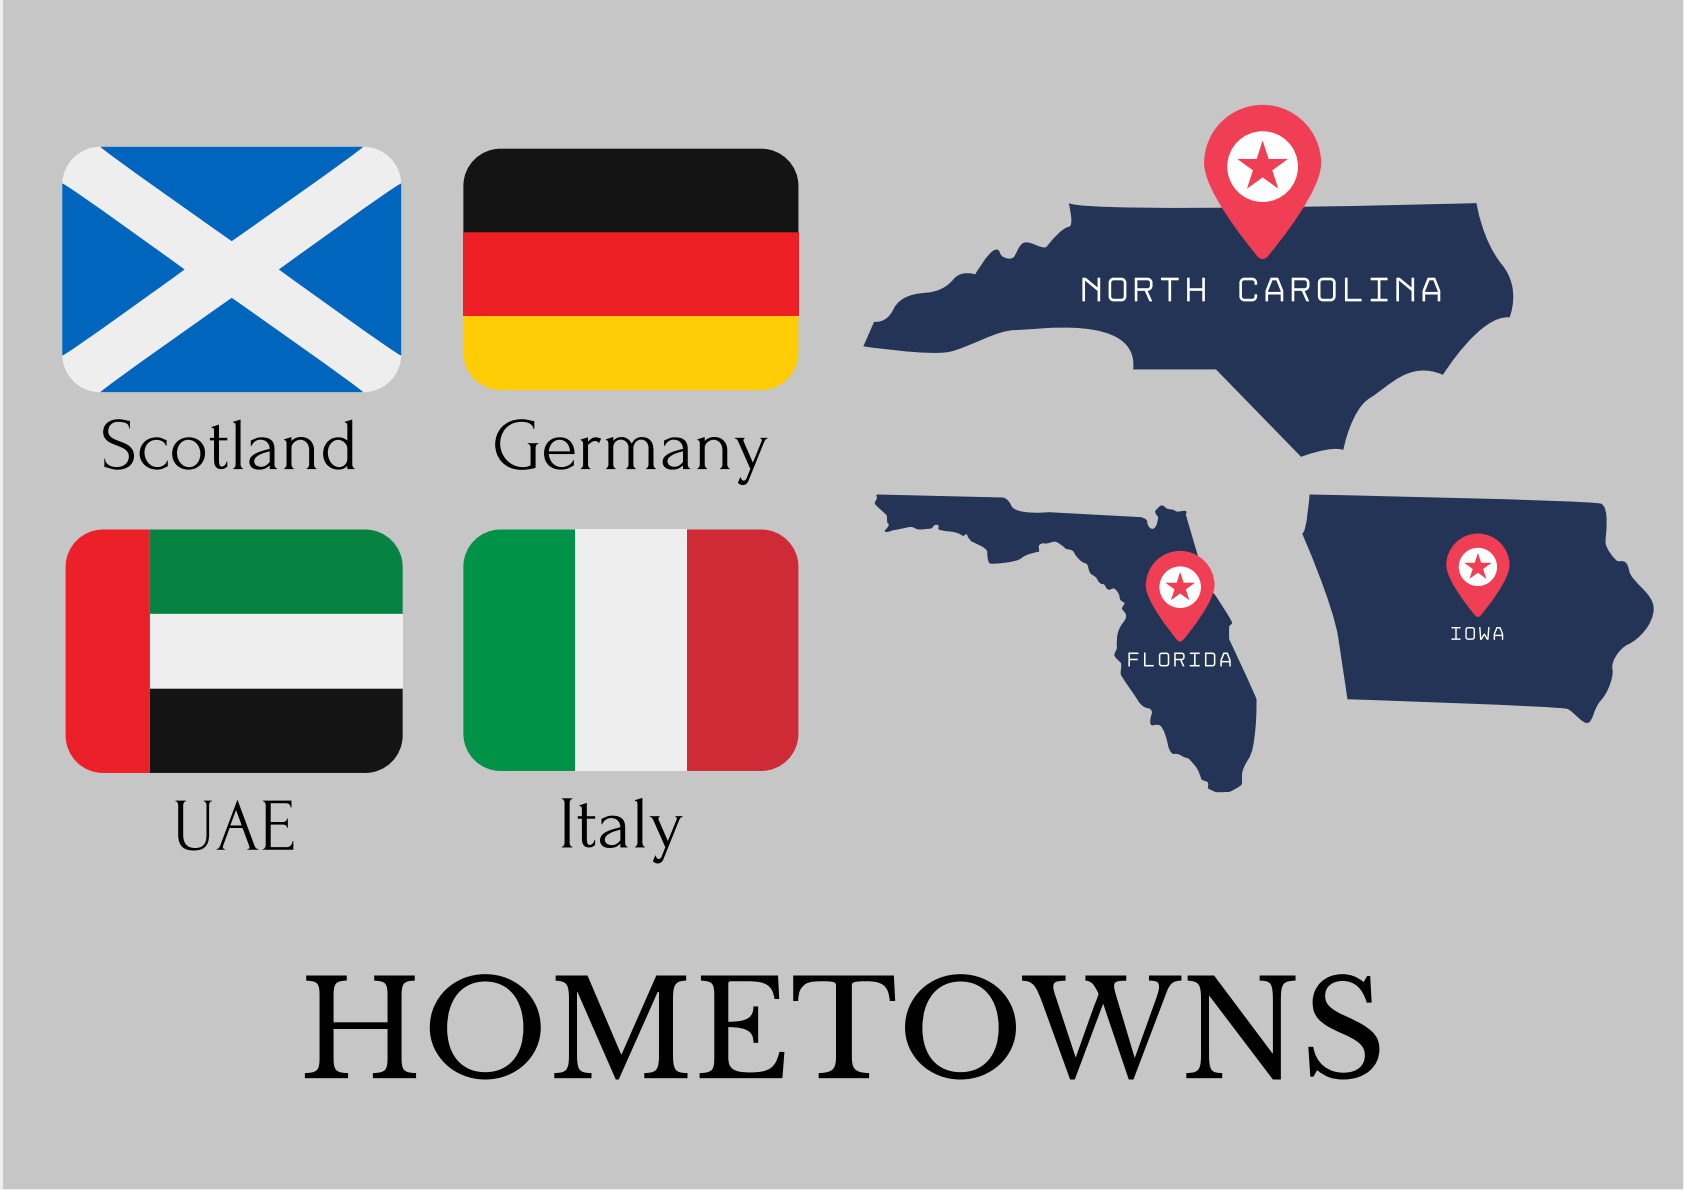 NORTH CAROLINA
Scotland
Germany
FLORIDA
IOWA
UAE
Italy
HOMETOWNS